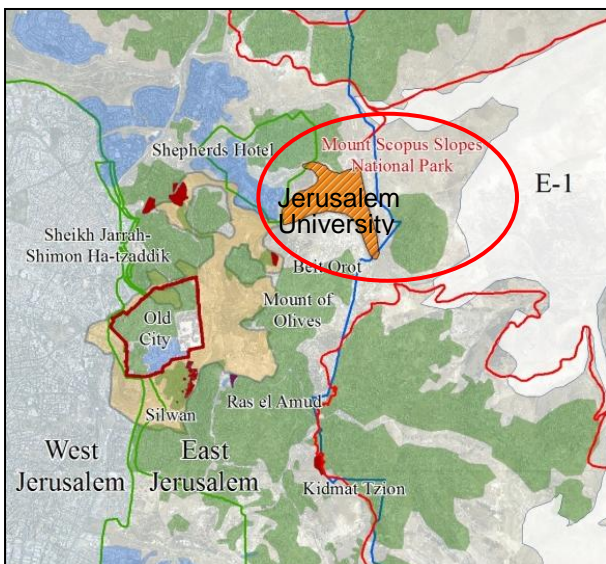 Shepherds Hotel
Mount Scopus Slopes
National Park
E-1
Jerusalem
University
Sheikh Jarrah-
Shimon Ha-tzaddik
Beit Orot
Mount of
Olives
Old
City
Silwan
Ras el Amud
West
Jerusalem
East
Jerusalem
Kidmat Tzion